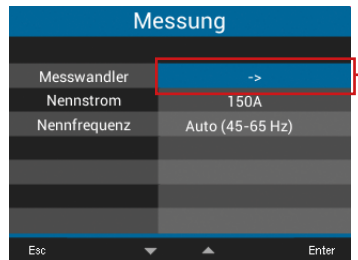 Messung
Messwandler ->
Nennstrom 150A
Nennfrequenz Auto (45-65 Hz)
Esc Enter